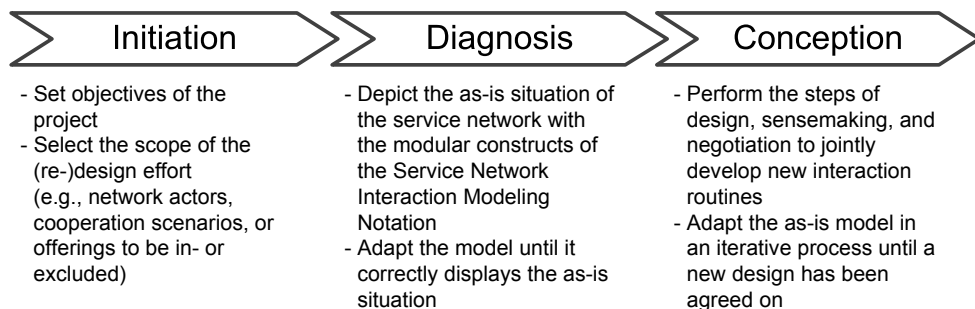 Initiation
- Set objectives of the
project
- Select the scope of the
(re-)design effort
(e.g., network actors,
cooperation scenarios, or
offerings to be in- or
excluded)
Diagnosis
- Depict the as-is situation of
the service network with
the modular constructs of
the Service Network
Interaction Modeling
Notation
- Adapt the model until it
correctly displays the as-is
situation
Conception
- Perform the steps of
design, sensemaking, and
negotiation to jointly
develop new interaction
routines
- Adapt the as-is model in
an iterative process until a
new design has been
agreed on